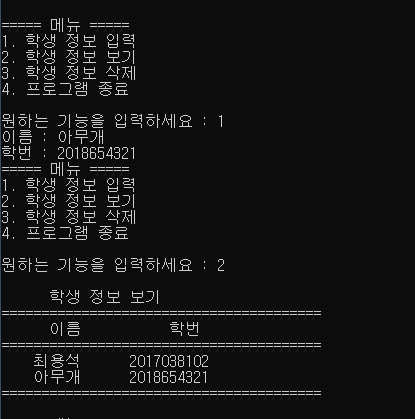 ===== 메뉴 =====
1. 학생 정보 입력
2. 학생 정보 보기
3. 학생 정보 삭제
4. 프로그램 종료
원하는 기능을 입력하세요 : 1
이름 : 아무개
학번 : 2018654321
===== 메뉴 =====
1. 학생 정보 입력
2. 학생 정보 보기
3. 학생 정보 삭제
4. 프로그램 종료
원하는 기능을 입력하세요 : 2
학생 정보 보기
========================================
이름 학번
========================================
최용석 2017038102
아무개 2018654321
========================================